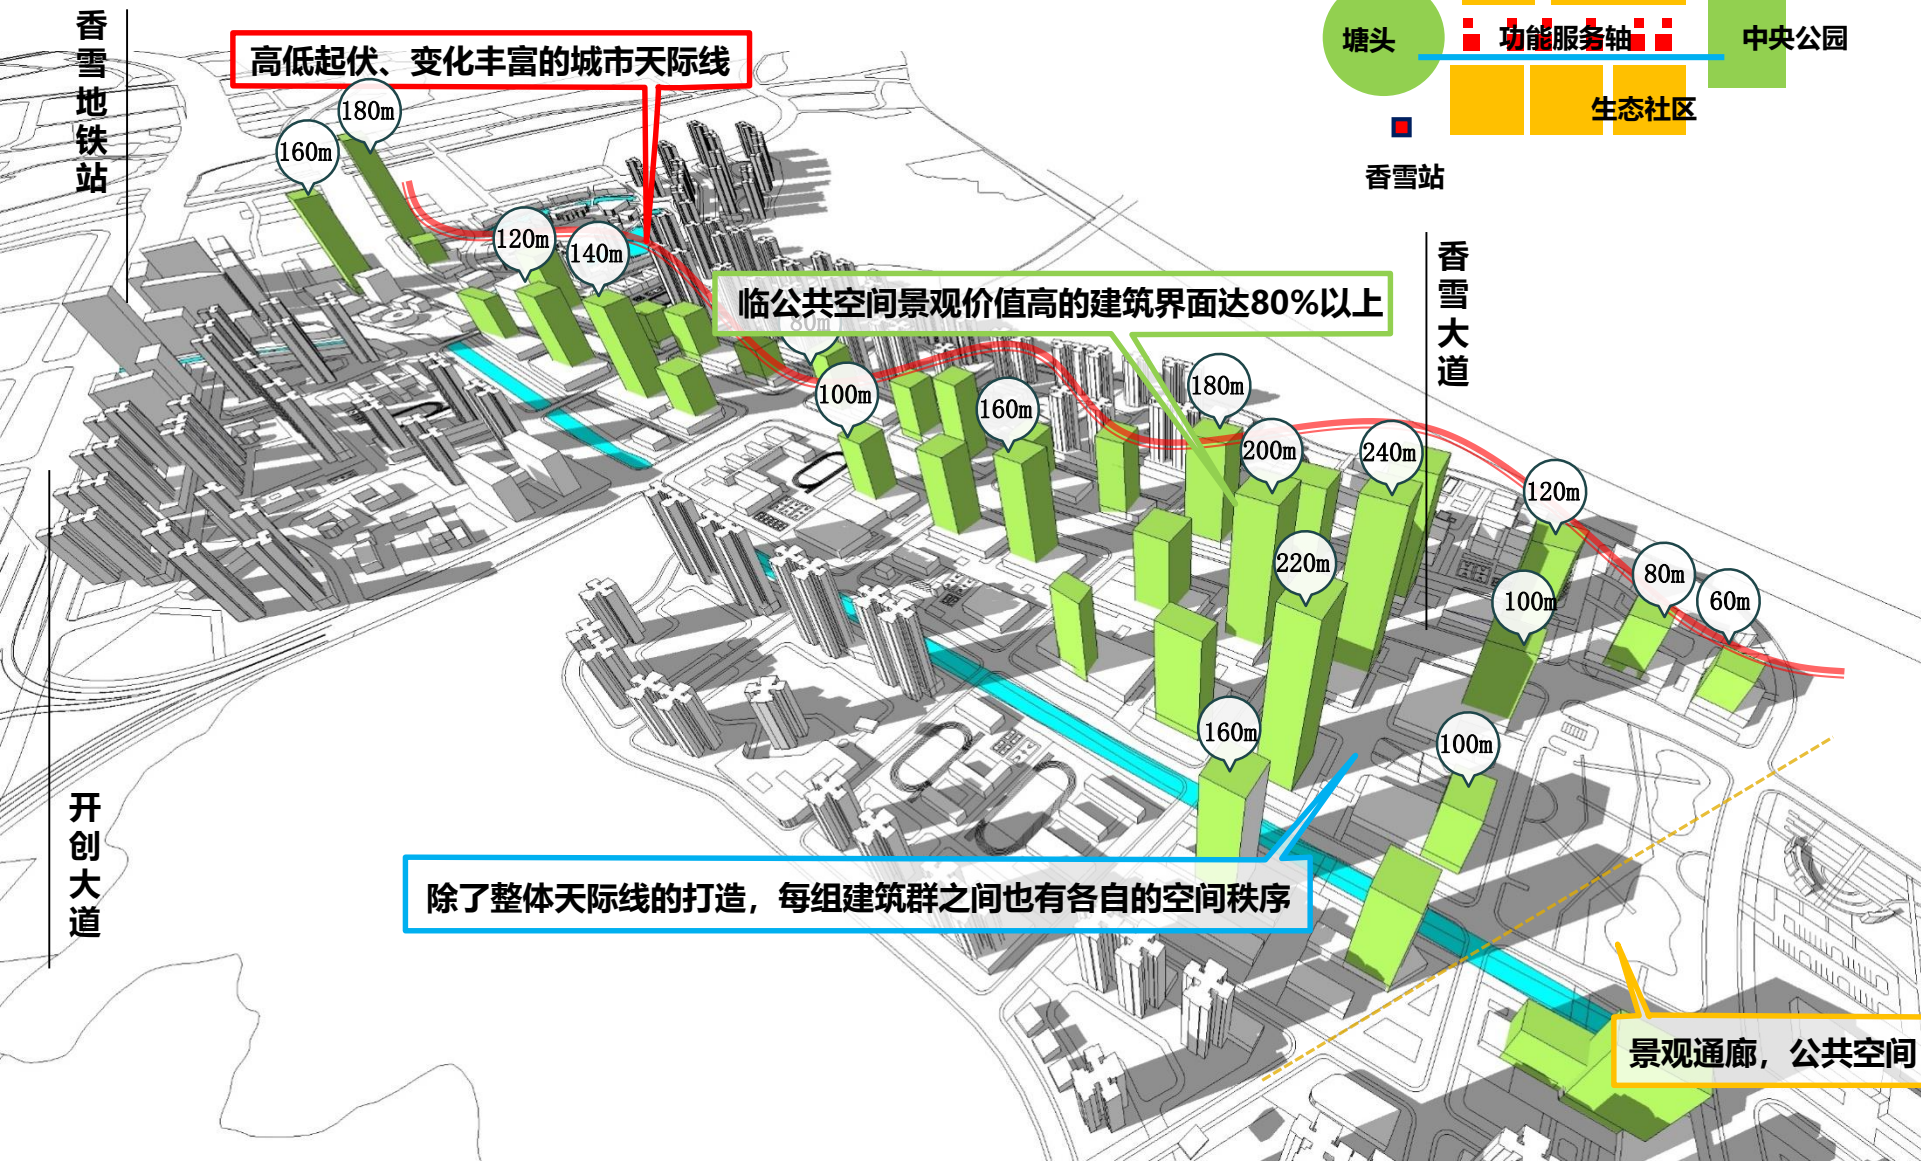 香雪地铁站
高低起伏、变化丰富的城市天际线
塘头
功能服务轴
中央公园
生态社区
香雪站
180m
160m
120m
140m
香雪大道
临公共空间景观价值高的建筑界面达80%以上
80m
100m
160m
180m
200m
240m
120m
220m
80m
100m
60m
160m
100m
开创大道
除了整体天际线的打造，每组建筑群之间也有各自的空间秩序
景观通廊，公共空间